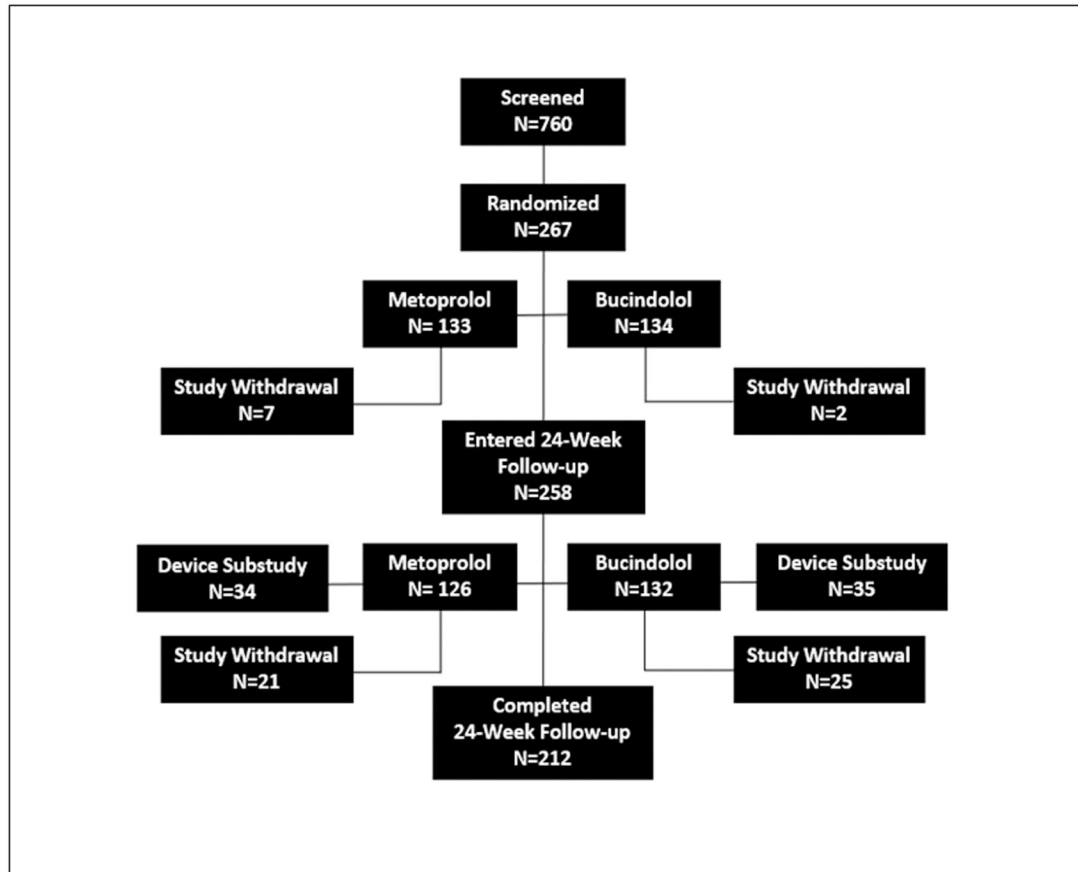 Screened
N=760
Randomized
N=267
Metoprolol
N= 133
Bucindolol
N=134
Study Withdrawal
N=7
Study Withdrawal
N=2
Entered 24-Week
Follow-up
N=258
Device Substudy
N=34
Metoprolol
N= 126
Bucindolol
N=132
Device Substudy
N=35
Study Withdrawal
N=21
Study Withdrawal
N=25
Completed
24-Week Follow-up
N=212